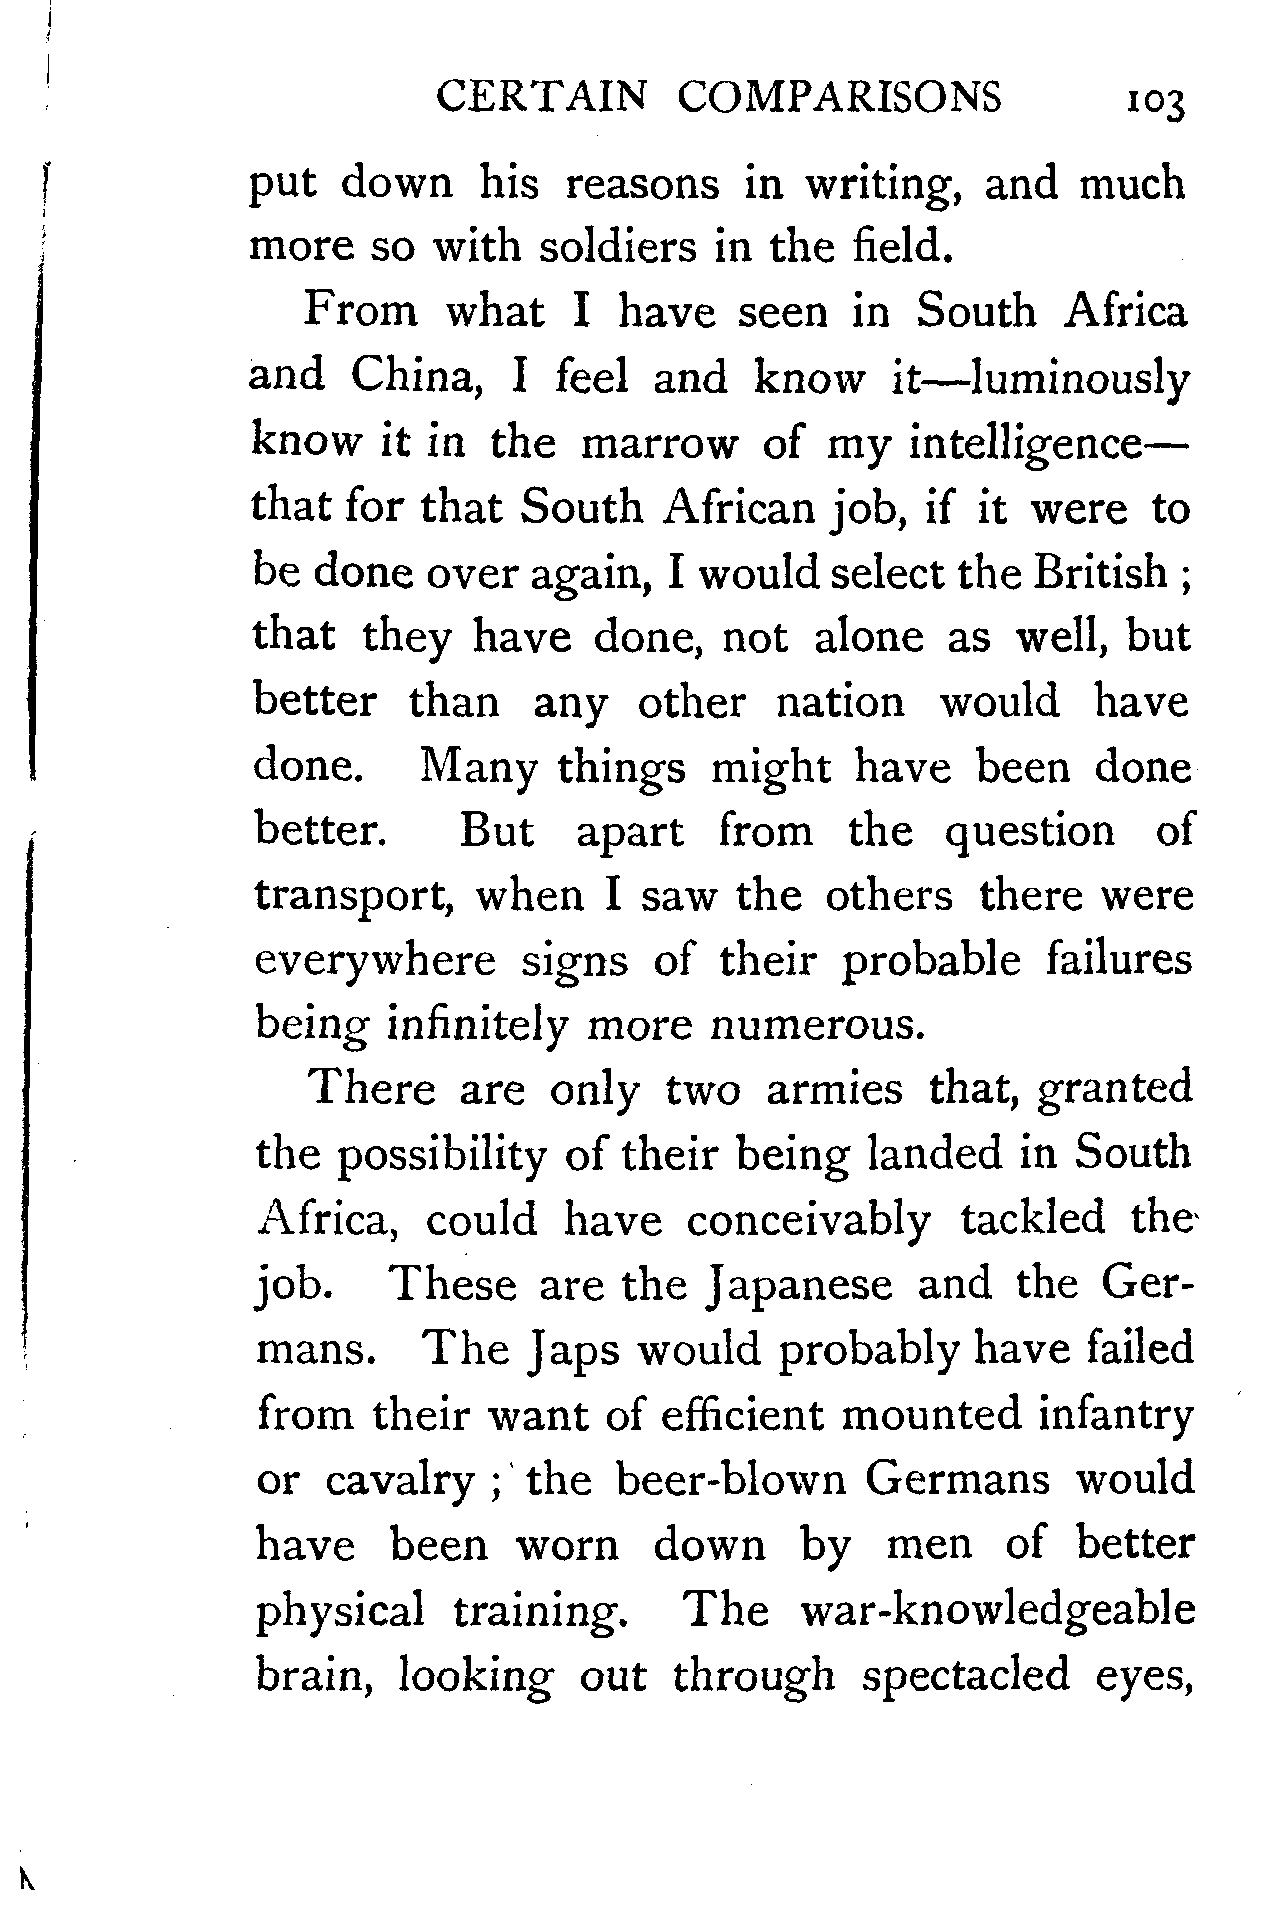 CERTAIN COMPARISONS 103
put down his reasons in writing, and much
more so with soldiers in the field.
From what I have seen in South Africa
and China, I feel and know it—luminously
know it in the marrow of my intelligence—
that for that South African job, if it were to
be done over again, I would select the British ;
that they have done, not alone as well, but
better than any other nation would have
done. Many things might have been done
better. But apart from the question of
transport, when I saw the others there were
everywhere signs of their probable failures
being infinitely more numerous.
There are only two armies that, granted
the possibility of their being landed in South
Africa, could have conceivably tackled the
job. These are the Japanese and the Ger-
mans. The Japs would probably have failed
from their want of efficient mounted infantry
or cavalry ; the beer-blown Germans would
have been worn down by men of better
physical training. The war-knowledgeable
brain, looking out through spectacled eyes,